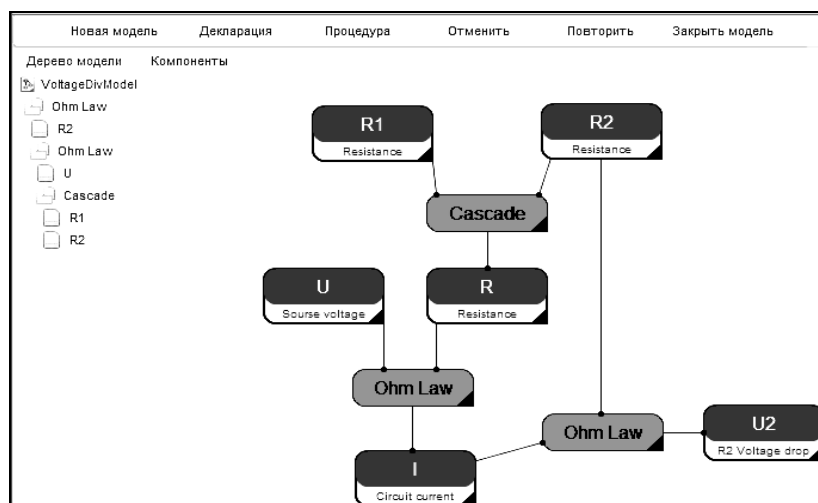 Новая модель Декларация Процедура Отменить Повторить Закрыть модель
Дерево модели Компоненты
VoltageDivModel
Ohm Law
R2
Ohm Law
U
Cascade
R1
R2
R1
Resistance
R2
Resistance
Cascade
U
Sourse voltage
R
Resistance
Ohm Law
Ohm Law
U2
R2 Voltage drop
I
Circuit current